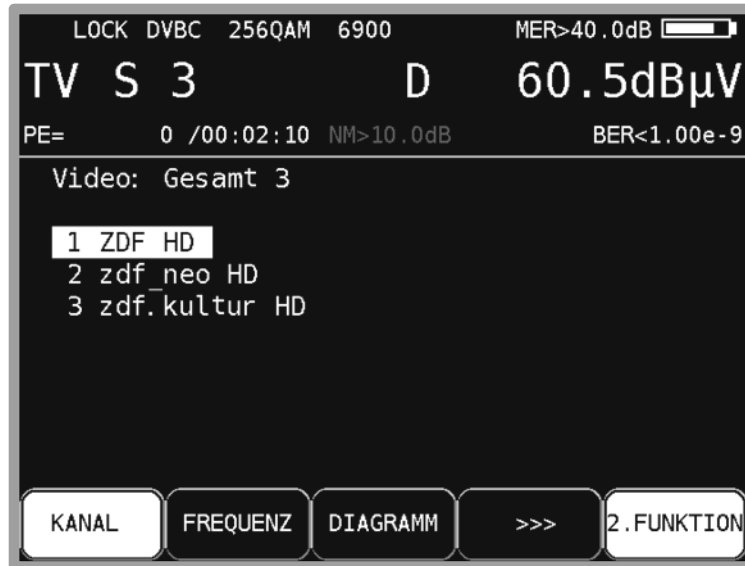 LOCK DVBC 256QAM 6900 MER>40.0dB
TV S 3 D 60.5dBµV
PE= 0 /00:02:10 NM>10.0dB BER<1.00e-9
Video: Gesamt 3
1 ZDF HD
2 zdf_neo HD
3 zdf.kultur HD
KANAL FREQUENZ DIAGRAMM >>> 2.FUNKTION